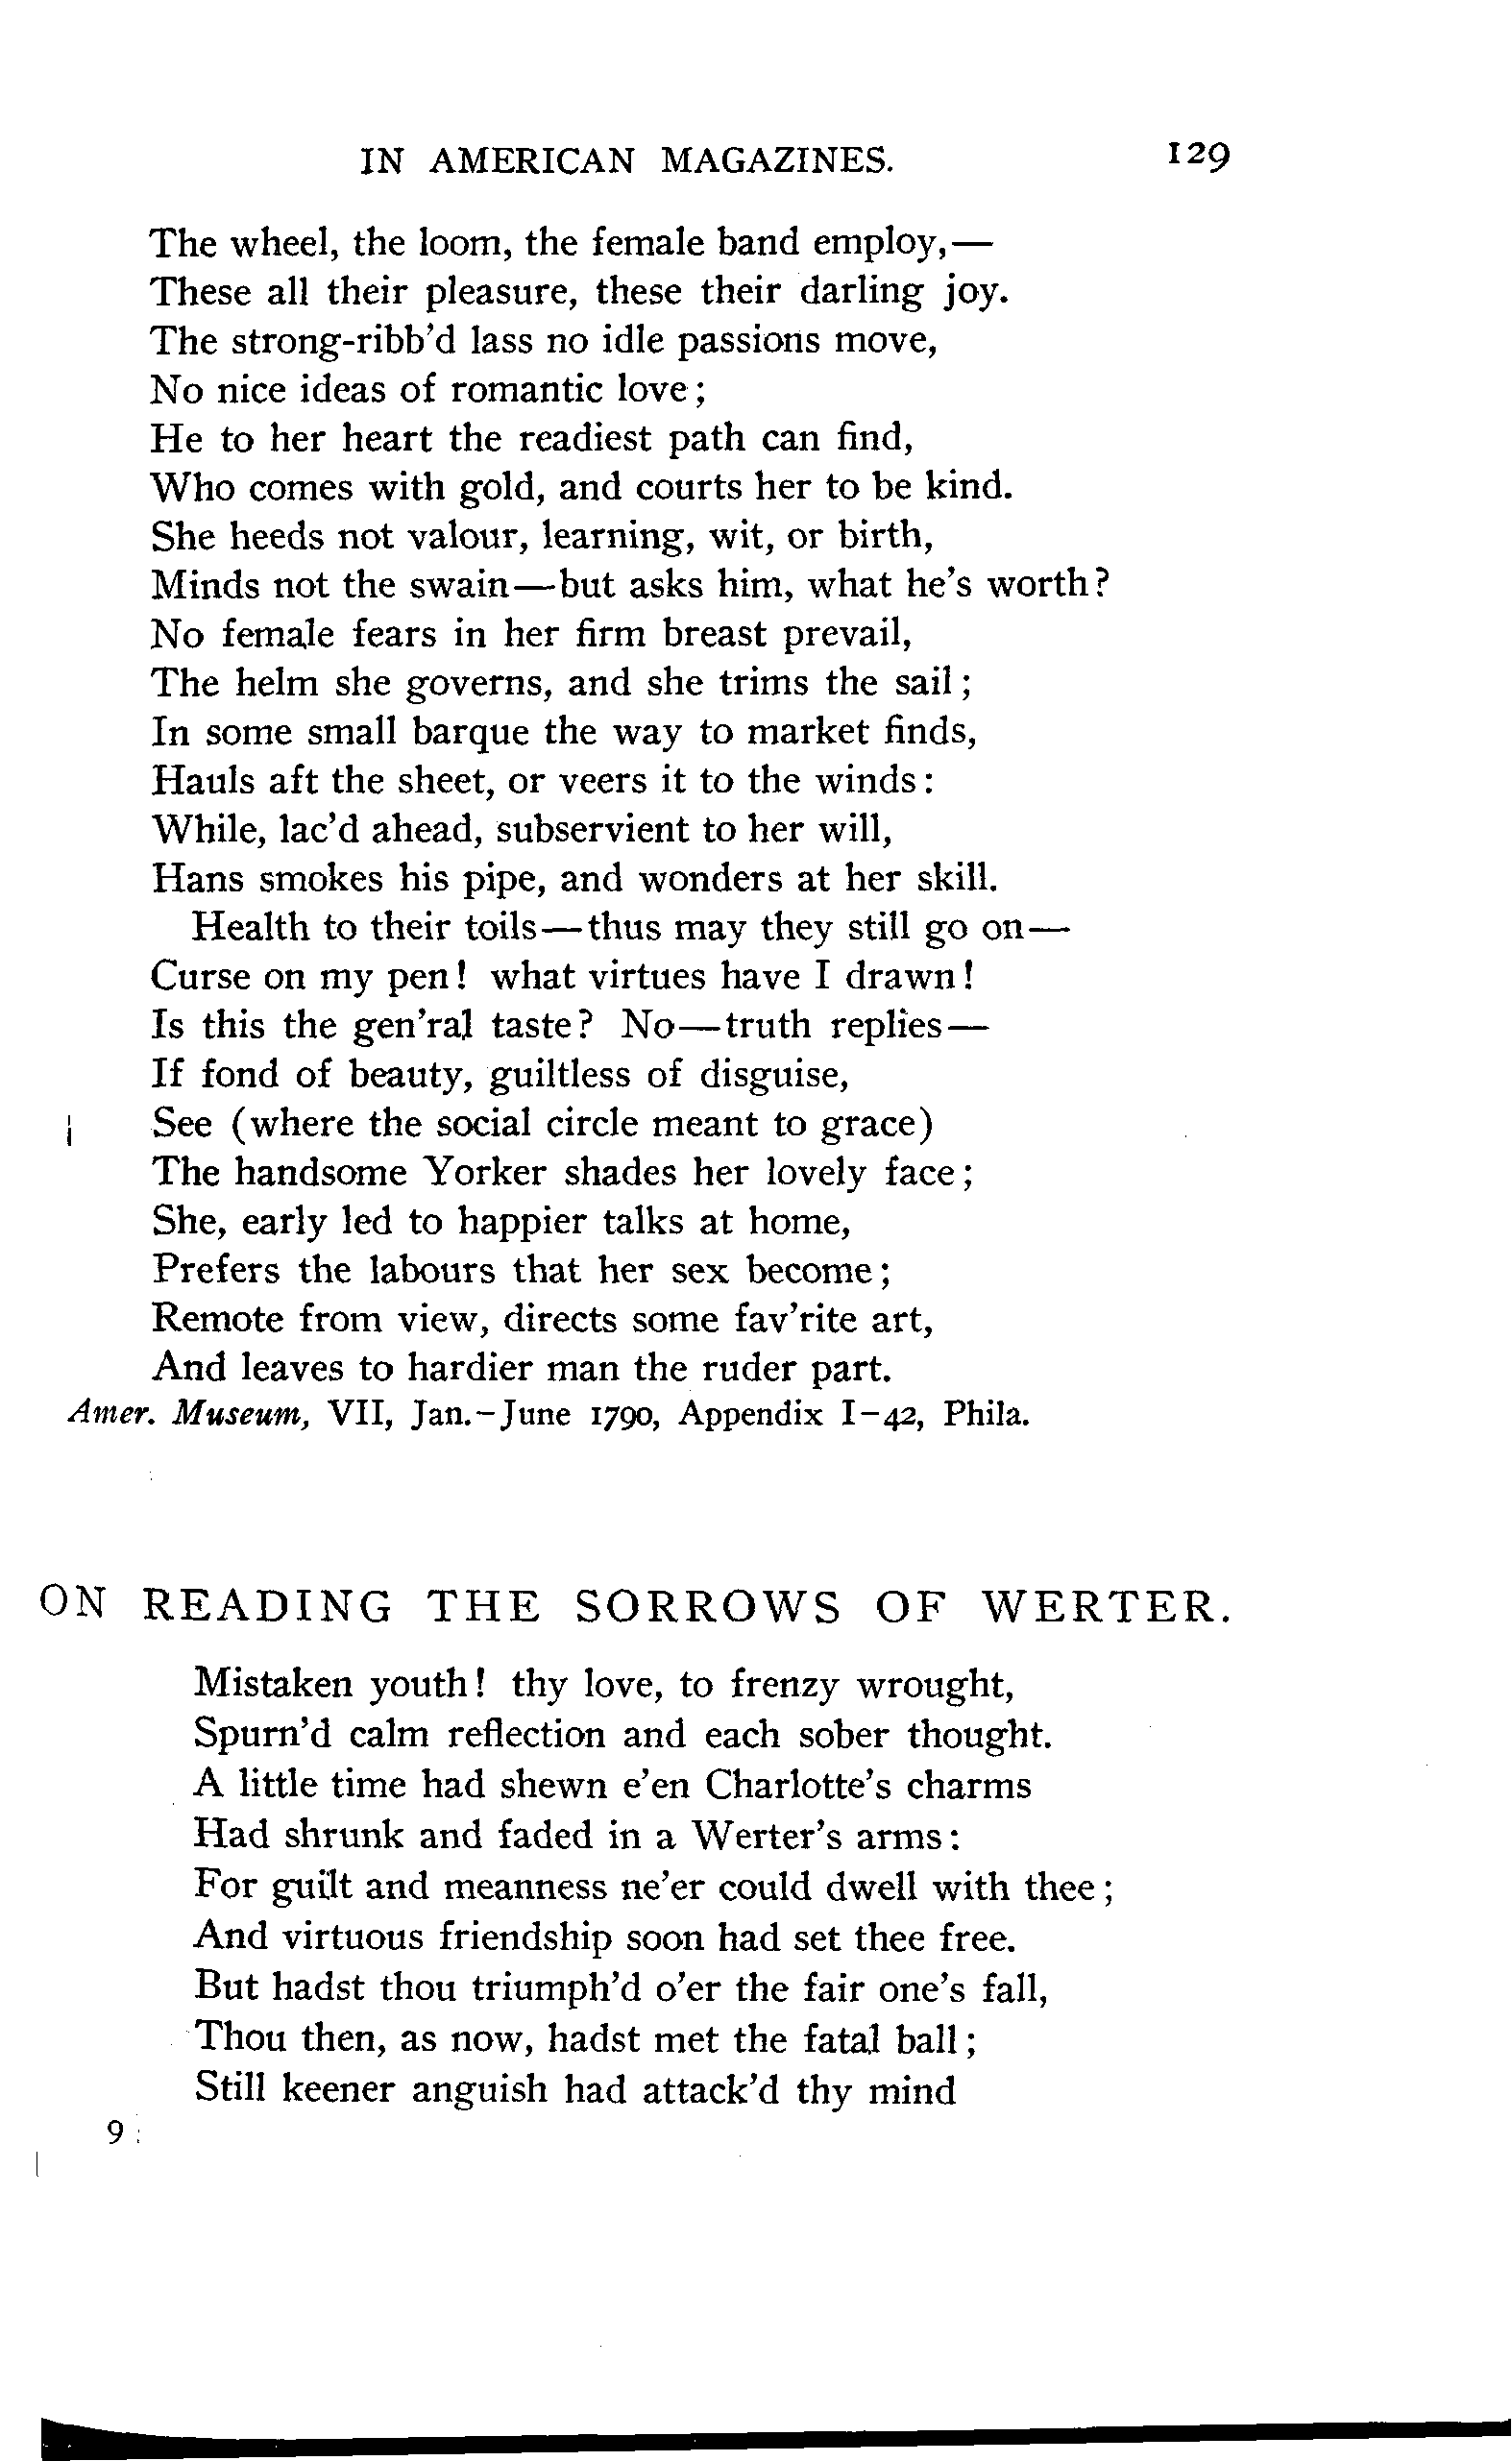 IN AMERICAN MAGAZINES. 129
The wheel, the loom, the female band employ,—
These all their pleasure, these their darling joy.
The strong-ribb'd lass no idle passions move,
No nice ideas of romantic love;
He to her heart the readiest path can find,
Who comes with gold, and courts her to be kind.
She heeds not valour, learning, wit, or birth,
Minds not the swain—but asks him, what he's worth?
No female fears in her firm breast prevail,
The helm she governs, and she trims the sail;
In some small barque the way to market finds,
Hauls aft the sheet, or veers it to the winds:
While, lac'd ahead, subservient to her will,
Hans smokes his pipe, and wonders at her skill.
Health to their toils—thus may they still go on—
Curse on my pen! what virtues have I drawn!
Is this the gen'ral taste? No—truth replies—
If fond of beauty, guiltless of disguise,
See (where the social circle meant to grace)
The handsome Yorker shades her lovely face;
She, early led to happier talks at home,
Prefers the labours that her sex become;
Remote from view, directs some fav'rite art,
And leaves to hardier man the ruder part.
Amer. Museum, VII, Jan.-June 1790, Appendix I-42, Phila.
ON READING THE SORROWS OF WERTER.
Mistaken youth! thy love, to frenzy wrought,
Spurn'd calm reflection and each sober thought.
A little time had shewn e'en Charlotte's charms
Had shrunk and faded in a Werter's arms:
For guilt and meanness ne'er could dwell with thee;
And virtuous friendship soon had set thee free.
But hadst thou triumph'd o'er the fair one's fall,
Thou then, as now, hadst met the fatal ball;
Still keener anguish had attack'd thy mind
9